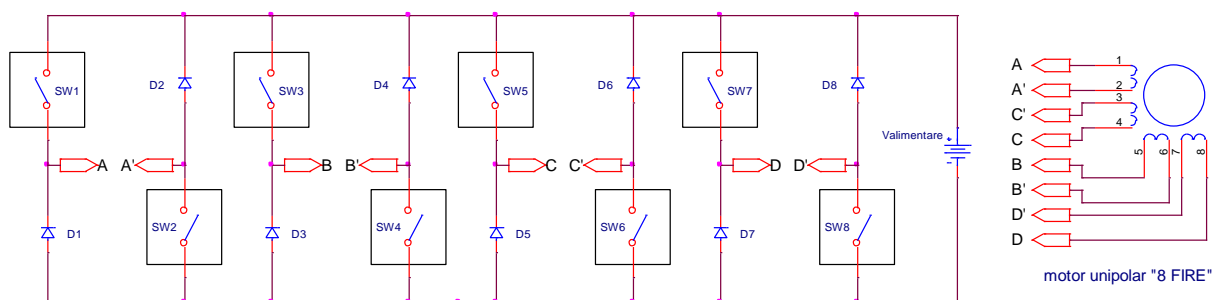 SW1
D2
SW3
D4
SW5
D6
SW7
D8
Valimentare
A
A'
B
B'
C
C'
D
D'
D1
SW2
D3
SW4
D5
SW6
D7
SW8
A
A'
C'
C
B
B'
D'
D
1
2
3
4
5
6
7
8
motor unipolar "8 FIRE"